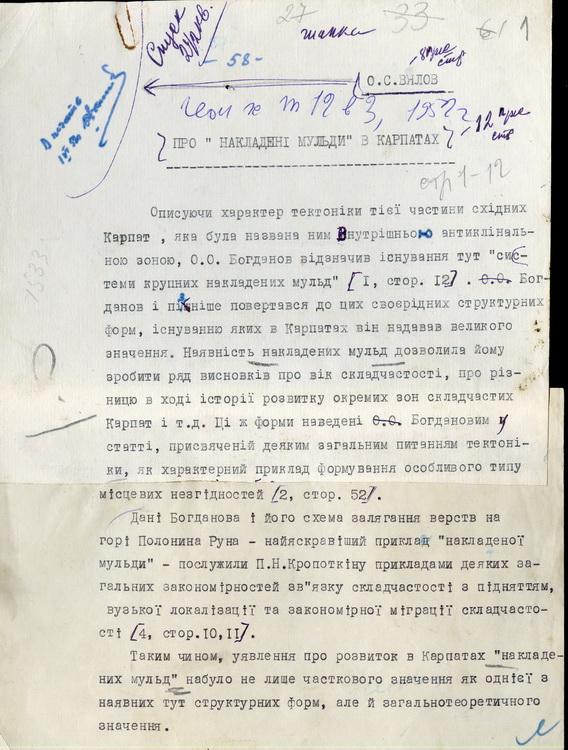 27 33 6/ 1
шапка
Спуск
- 58 -
О.С.ВЯЛОВ
1952 г.
ПРО " НАКЛАДЕНІ МУЛЬДИ" В КАРПАТАХ
стр 1-12
Описуючи характер тектоніки тієї частини східних
Карпат , яка була названа ним Внутрішньою антикліналь-
ною зоною, О.О. Богданов відзначив існування тут "сис-
теми крупних накладених мульд" [I, стор. I2] . О.О. Бог-
данов і пізніше повертався до цих своєрідних структурних
форм, існуванню яких в Карпатах він надавав великого
значення. Наявність накладених мульд дозволила йому
зробити ряд висновків про вік складчастості, про різ-
ницю в ході історії розвитку окремих зон складчастих
Карпат і т.д. Ці ж форми наведені О.О. Богдановим у
статті, присвяченій деяким загальним питанням тектоні-
ки, як характерний приклад формування особливого типу
місцевих незгідностей [2, стор. 52].
Дані Богданова і його схема залягання верств на
горі Полонина Руна - найяскравіший приклад "накладеної
мульди" - послужили П.Н.Кропоткіну прикладами деяких за-
гальних закономірностей зв"язку складчастості з підняттям,
вузької локалізації та закономірної міграції складчасто-
сті [4, стор.I0,II].
Таким чином, уявлення про розвиток в Карпатах "накладе-
них мульд" набуло не лише часткового значення як однієї з
наявних тут структурних форм, але й загальнотеоретичного
значення.